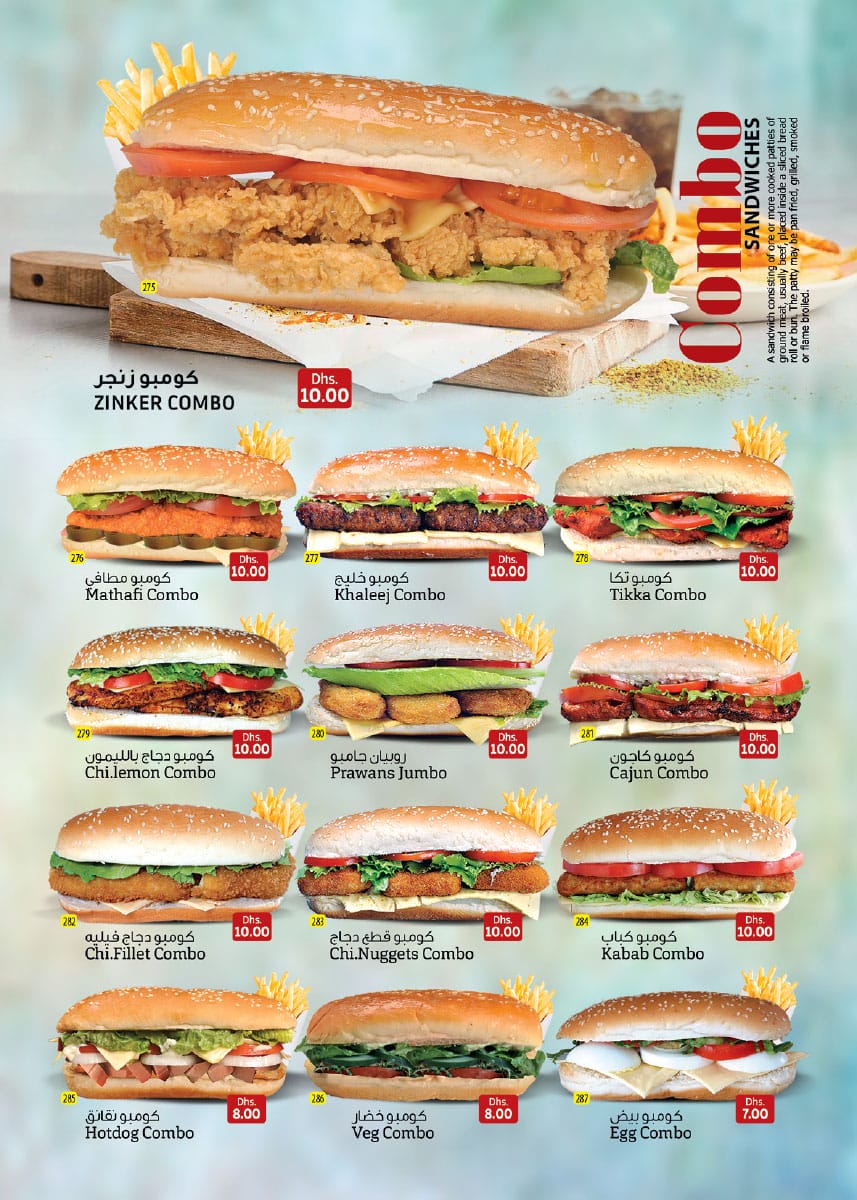 Combo
SANDWICHES
A sandwich consisting of one or more cooked patties of
ground meat, usually beef, placed inside a sliced bread
roll or bun. The patty may be pan fried, grilled, smoked
or flame broiled.
275
كومبو زنجر
ZINKER COMBO
Dhs.
10.00
276
Dhs.
10.00
كومبو مطافي
Mathafi Combo
277
Dhs.
10.00
كومبو خليج
Khaleej Combo
278
Dhs.
10.00
كومبو تكا
Tikka Combo
279
Dhs.
10.00
كومبو دجاج بالليمون
Chi.lemon Combo
280
Dhs.
10.00
روبيان جامبو
Prawans Jumbo
281
Dhs.
10.00
كومبو كاجون
Cajun Combo
282
Dhs.
10.00
كومبو دجاج فيليه
Chi.Fillet Combo
283
Dhs.
10.00
كومبو قطع دجاج
Chi.Nuggets Combo
284
Dhs.
10.00
كومبو كباب
Kabab Combo
285
Dhs.
8.00
كومبو نقانق
Hotdog Combo
286
Dhs.
8.00
كومبو خضار
Veg Combo
287
Dhs.
7.00
كومبو بيض
Egg Combo